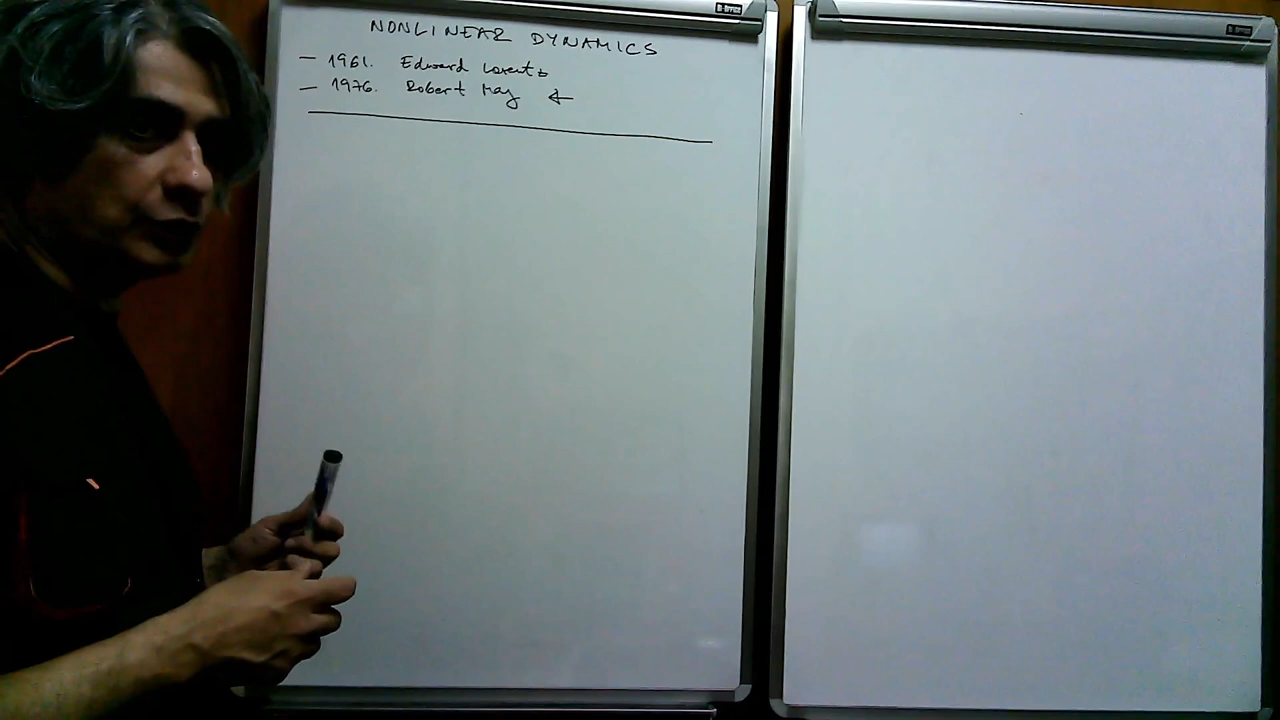 NONLINEAR DYNAMICS
— 1961. Edward Lorentz
— 1976. Robert May ←